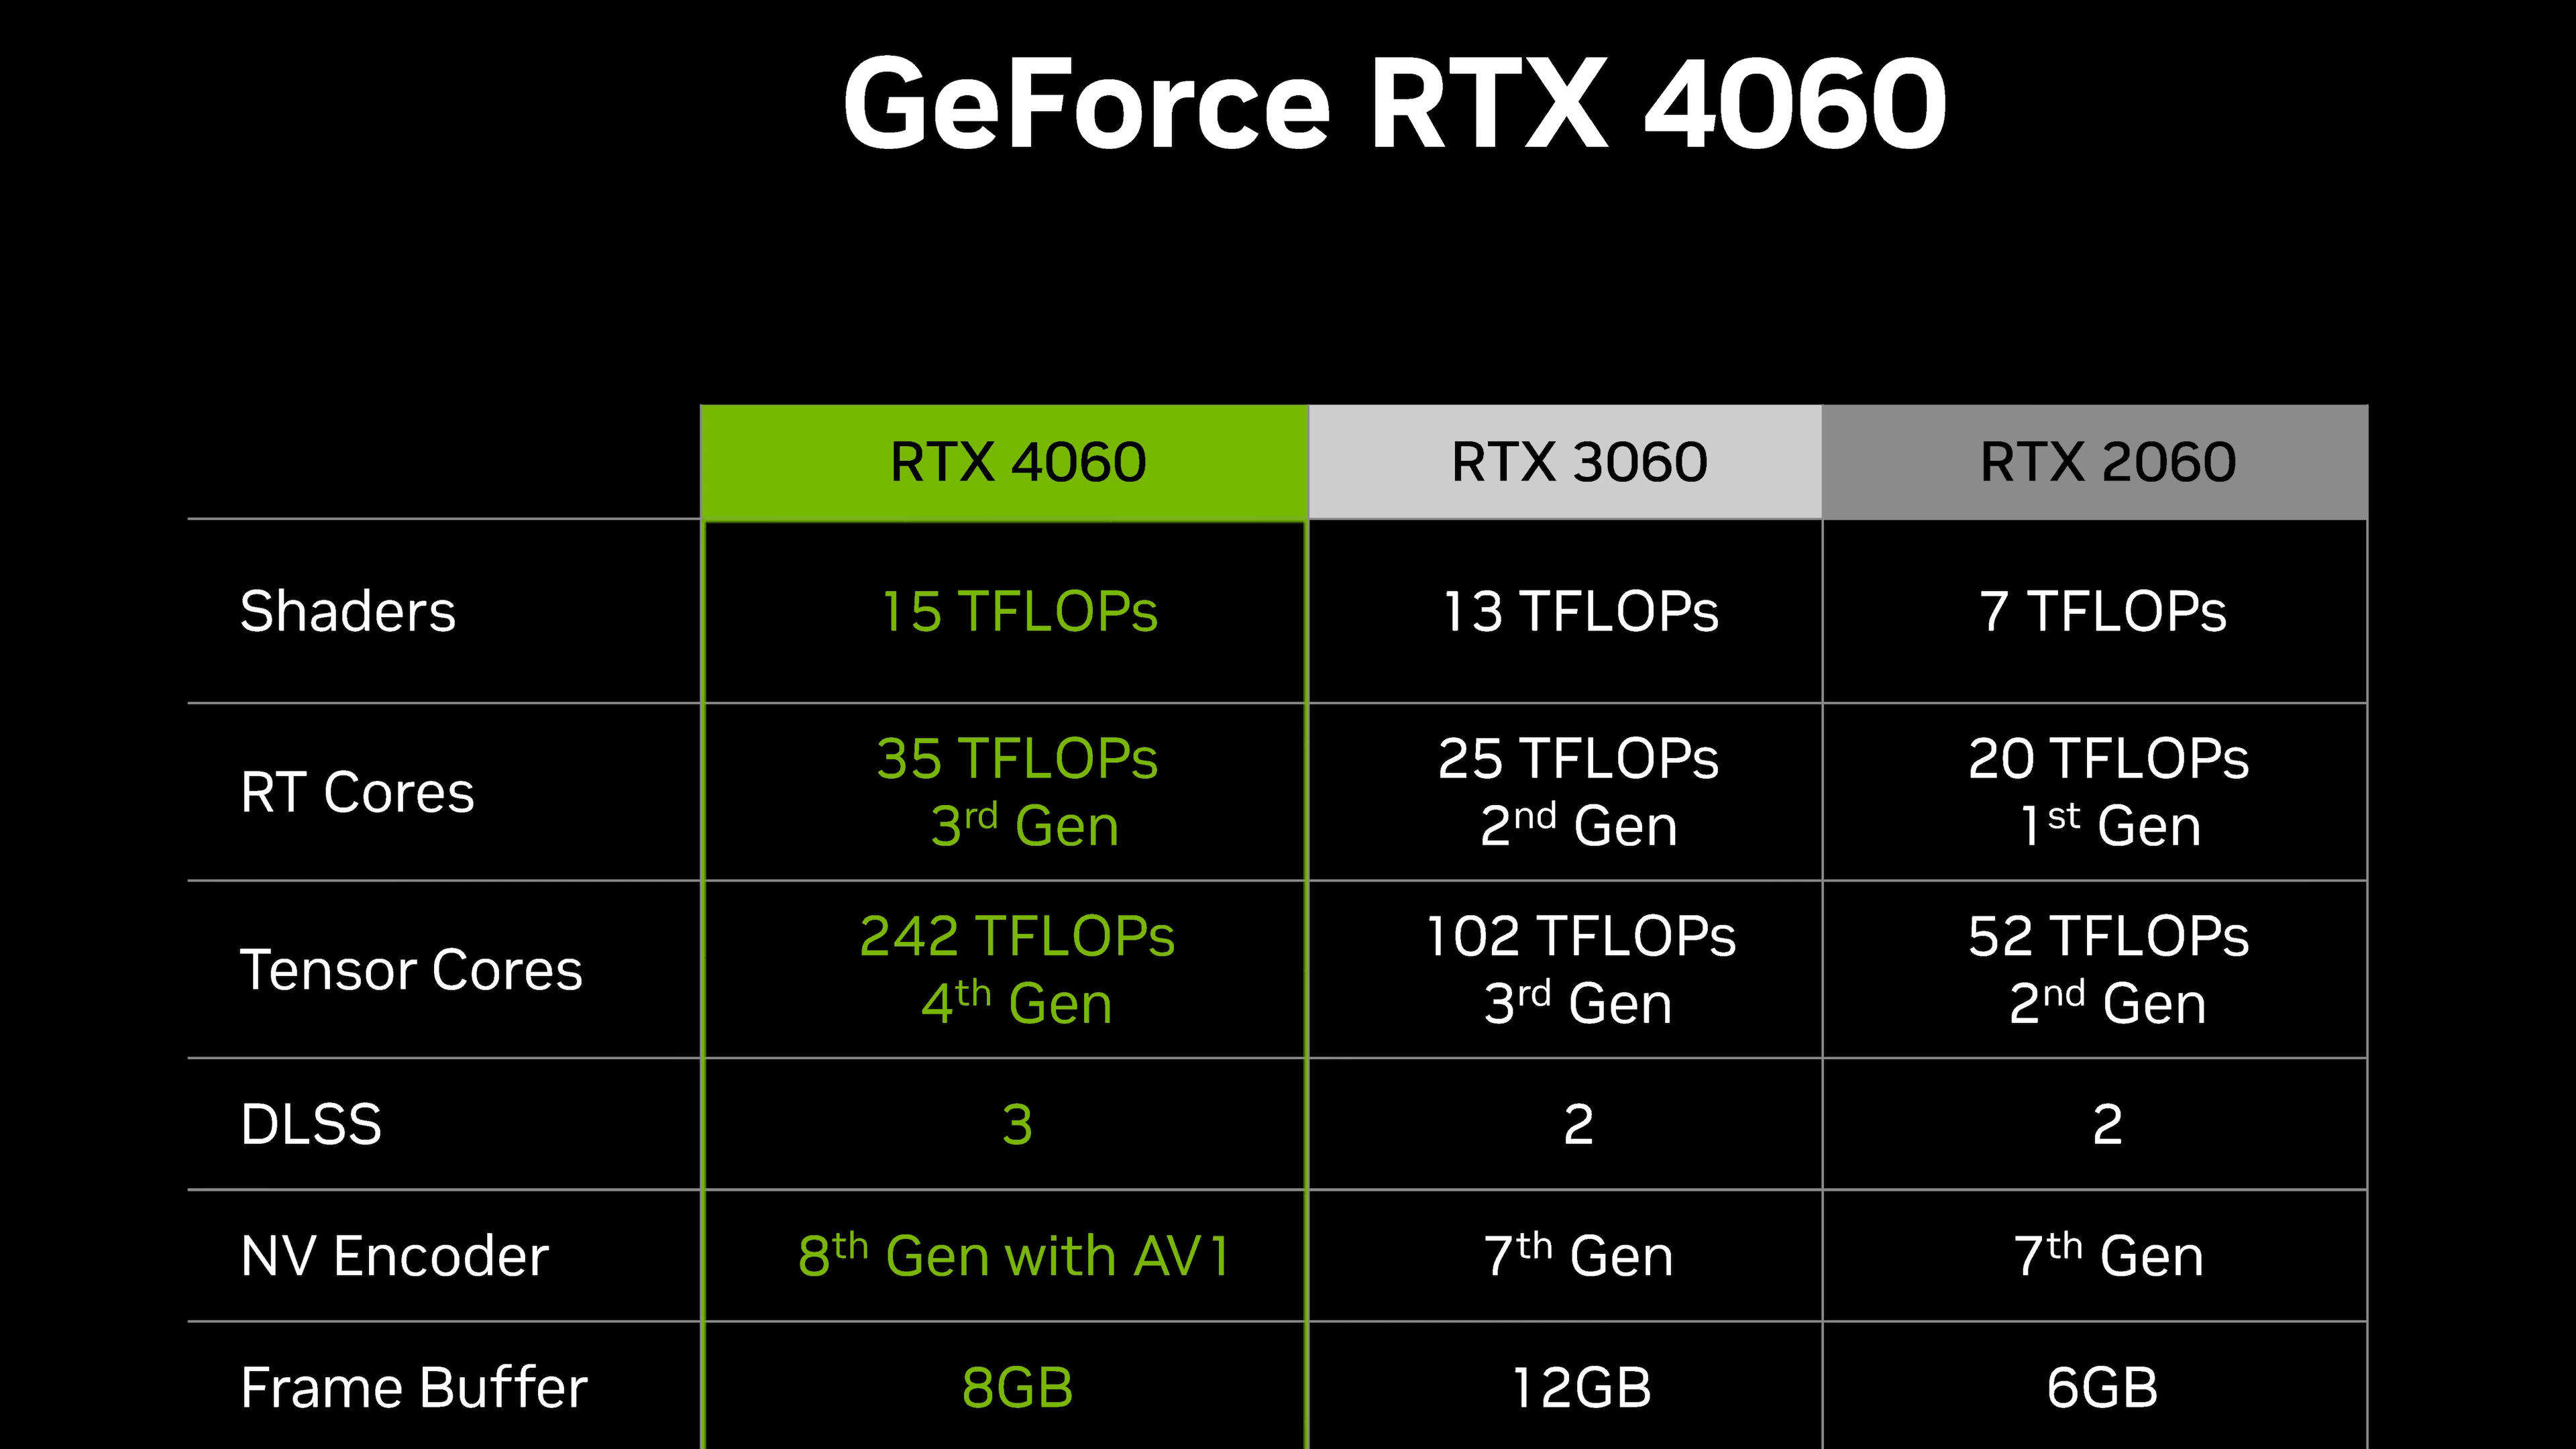 GeForce RTX 4060
RTX 4060 RTX 3060 RTX 2060
Shaders 15 TFLOPs 13 TFLOPs 7 TFLOPs
RT Cores 35 TFLOPs 3rd Gen 25 TFLOPs 2nd Gen 20 TFLOPs 1st Gen
Tensor Cores 242 TFLOPs 4th Gen 102 TFLOPs 3rd Gen 52 TFLOPs 2nd Gen
DLSS 3 2 2
NV Encoder 8th Gen with AV1 7th Gen 7th Gen
Frame Buffer 8GB 12GB 6GB